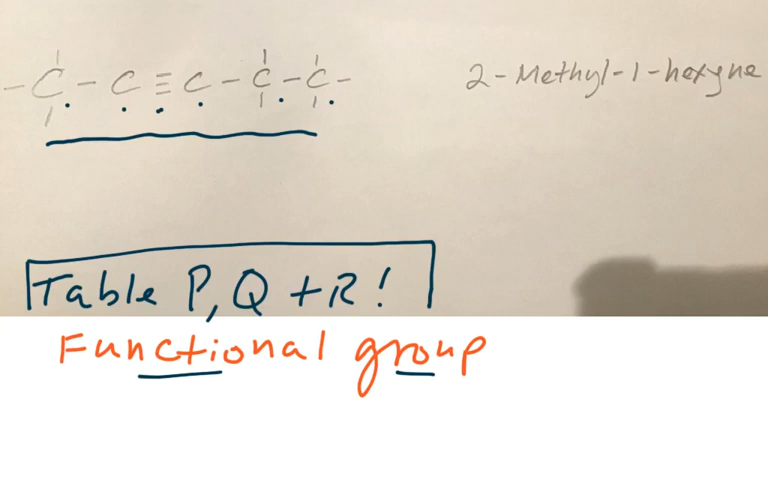 -C-C≡C-C-C- 2-Methyl-1-hexyne
Table P, Q + R!
Functional group